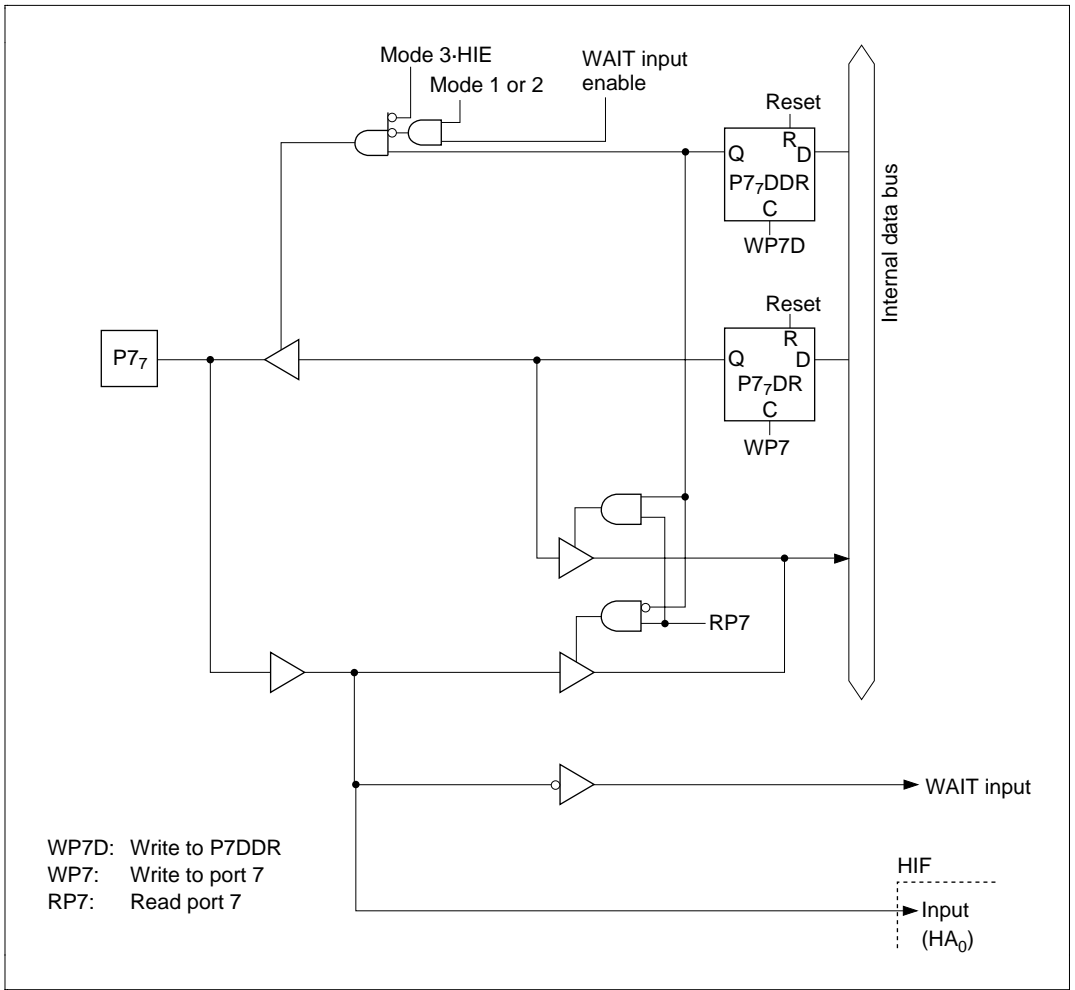 Mode 3·HIE
Mode 1 or 2
WAIT input
enable
Reset
R
Q
D
P7₇DDR
C
WP7D
Internal data bus
Reset
R
P7₇
Q
D
P7₇DR
C
WP7
RP7
WAIT input
WP7D: Write to P7DDR
WP7: Write to port 7
RP7: Read port 7
HIF
Input
(HA₀)